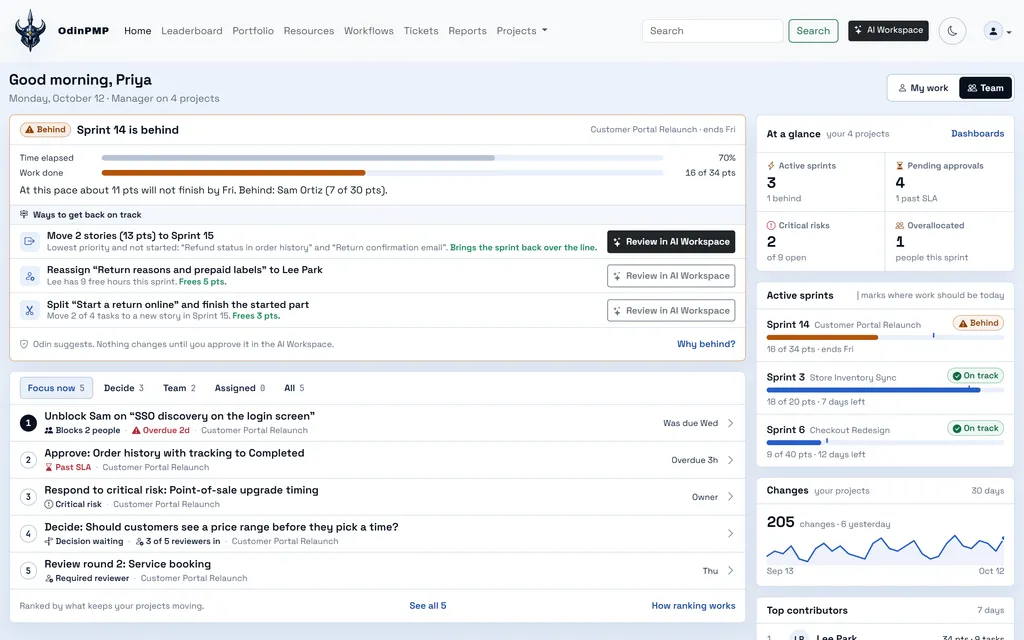 OdinPMP Home Leaderboard Portfolio Resources Workflows Tickets Reports Projects Search Search AI Workspace
Good morning, Priya
Monday, October 12 · Manager on 4 projects
My work Team
Behind Sprint 14 is behind Customer Portal Relaunch · ends Fri
Time elapsed 70%
Work done 16 of 34 pts
At this pace about 11 pts will not finish by Fri. Behind: Sam Ortiz (7 of 30 pts).
Ways to get back on track
Move 2 stories (13 pts) to Sprint 15
Lowest priority and not started: “Refund status in order history” and “Return confirmation email”. Brings the sprint back over the line.
Review in AI Workspace
Reassign “Return reasons and prepaid labels” to Lee Park
Lee has 9 free hours this sprint. Frees 5 pts.
Review in AI Workspace
Split “Start a return online” and finish the started part
Move 2 of 4 tasks to a new story in Sprint 15. Frees 3 pts.
Review in AI Workspace
Odin suggests. Nothing changes until you approve it in the AI Workspace. Why behind?
Focus now 5 Decide 3 Team 2 Assigned 0 All 5
1 Unblock Sam on “SSO discovery on the login screen”
Blocks 2 people · Overdue 2d · Customer Portal Relaunch
Was due Wed
2 Approve: Order history with tracking to Completed
Past SLA · Customer Portal Relaunch
Overdue 3h
3 Respond to critical risk: Point-of-sale upgrade timing
Critical risk · Customer Portal Relaunch
Owner
4 Decide: Should customers see a price range before they pick a time?
Decision waiting · 3 of 5 reviewers in · Customer Portal Relaunch
5 Review round 2: Service booking
Required reviewer · Customer Portal Relaunch
Thu
Ranked by what keeps your projects moving. See all 5 How ranking works
At a glance your 4 projects Dashboards
Active sprints
3
1 behind
Pending approvals
4
1 past SLA
Critical risks
2
of 9 open
Overallocated
1
people this sprint
Active sprints | marks where work should be today
Sprint 14 Customer Portal Relaunch Behind
16 of 34 pts · ends Fri
Sprint 3 Store Inventory Sync On track
18 of 20 pts · 7 days left
Sprint 6 Checkout Redesign On track
9 of 40 pts · 12 days left
Changes your projects 30 days
205 changes · 6 yesterday
Sep 13 Oct 12
Top contributors 7 days
1 LP Lee Park 34 pts · 9 tasks